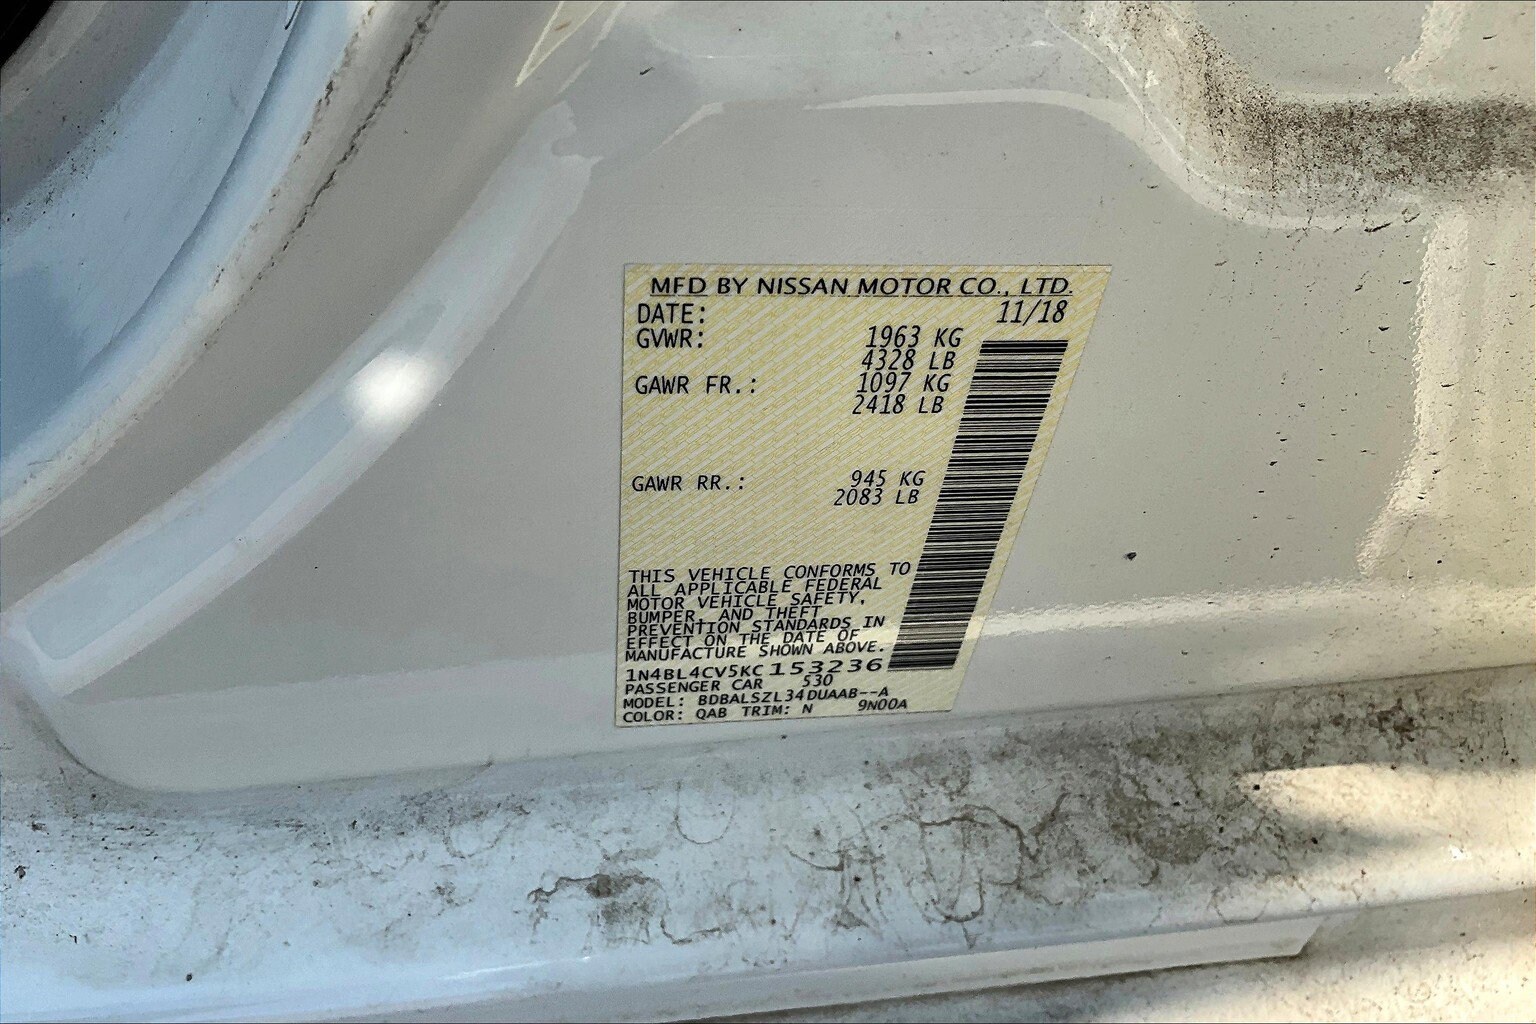 MFD BY NISSAN MOTOR CO., LTD.
DATE: 11/18
GVWR: 1963 KG
4328 LB
GAWR FR.: 1097 KG
2418 LB
GAWR RR.: 945 KG
2083 LB
THIS VEHICLE CONFORMS TO
ALL APPLICABLE FEDERAL
MOTOR VEHICLE SAFETY,
BUMPER, AND THEFT
PREVENTION STANDARDS IN
EFFECT ON THE DATE OF
MANUFACTURE SHOWN ABOVE.
1N4BL4CV5KC153236
PASSENGER CAR 530
MODEL: BDBALSZL34DUAAB--A
COLOR: QAB TRIM: N 9N00A